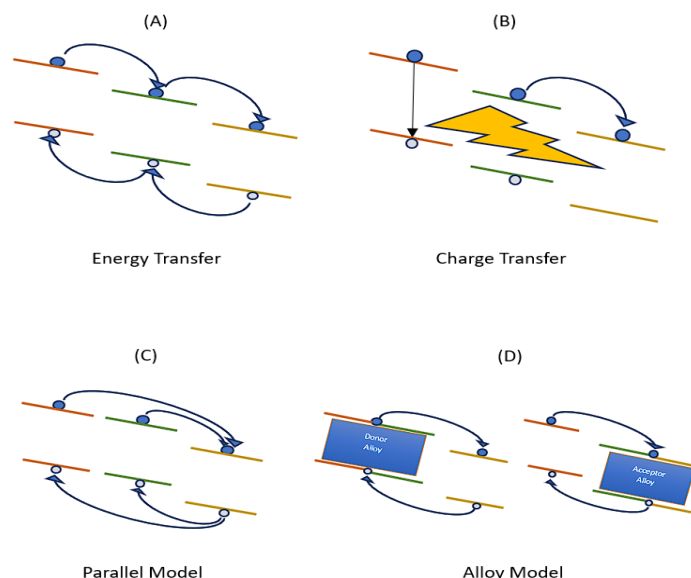 (A)
(B)
Energy Transfer
Charge Transfer
(C)
(D)
Donor
Alloy
Acceptor
Alloy
Parallel Model
Alloy Model